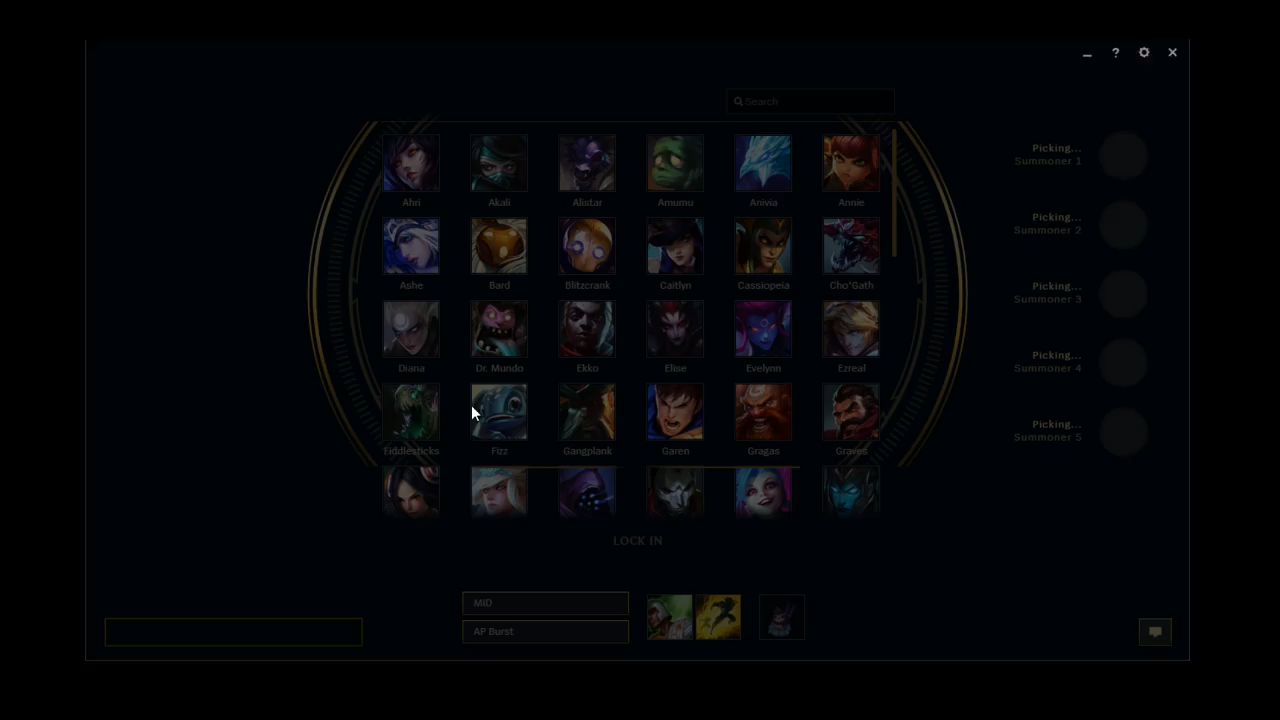 ?
Search
Ahri Akali Alistar Amumu Anivia Annie
Ashe Bard Blitzcrank Caitlyn Cassiopeia Cho'Gath
Diana Dr. Mundo Ekko Elise Evelynn Ezreal
Fiddlesticks Fizz Gangplank Garen Gragas Graves
Picking...
Summoner 1
Picking...
Summoner 2
Picking...
Summoner 3
Picking...
Summoner 4
Picking...
Summoner 5
LOCK IN
MID
AP Burst